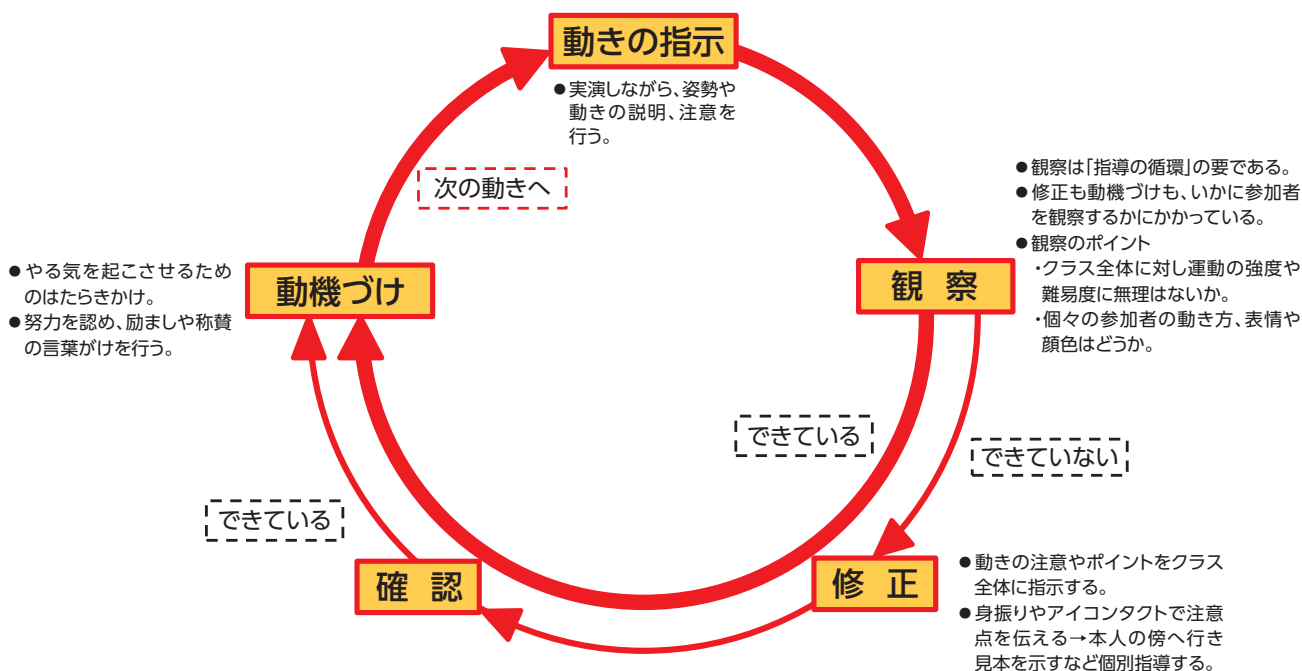 動きの指示
●実演しながら、姿勢や
動きの説明、注意を
行う。
次の動きへ
●観察は「指導の循環」の要である。
●修正も動機づけも、いかに参加者
を観察するかにかかっている。
●観察のポイント
・クラス全体に対し運動の強度や
難易度に無理はないか。
・個々の参加者の動き方、表情や
顔色はどうか。
観 察
●やる気を起こさせるため
のはたらきかけ。
●努力を認め、励ましや称賛
の言葉がけを行う。
動機づけ
できている
できていない
できている
確 認
修 正
●動きの注意やポイントをクラス
全体に指示する。
●身振りやアイコンタクトで注意
点を伝える→本人の傍へ行き
見本を示すなど個別指導する。